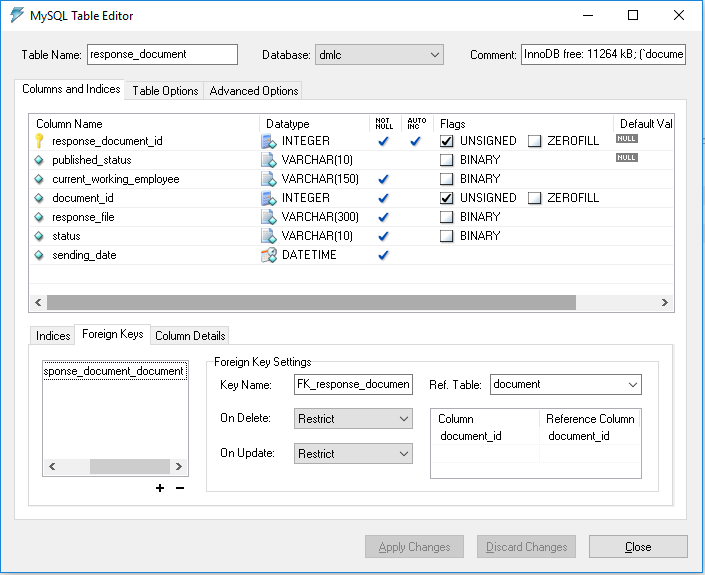 MySQL Table Editor
Table Name: response_document Database: dmlc Comment: InnoDB free: 11264 kB; (`docume
Columns and Indices Table Options Advanced Options
Column Name Datatype NOT NULL AUTO INC Flags Default Val
response_document_id INTEGER UNSIGNED ZEROFILL NULL
published_status VARCHAR(10) BINARY NULL
current_working_employee VARCHAR(150) BINARY
document_id INTEGER UNSIGNED ZEROFILL
response_file VARCHAR(300) BINARY
status VARCHAR(10) BINARY
sending_date DATETIME
Indices Foreign Keys Column Details
sponse_document_document
Foreign Key Settings
Key Name: FK_response_documen Ref. Table: document
On Delete: Restrict
Column Reference Column
document_id document_id
On Update: Restrict
Apply Changes Discard Changes Close